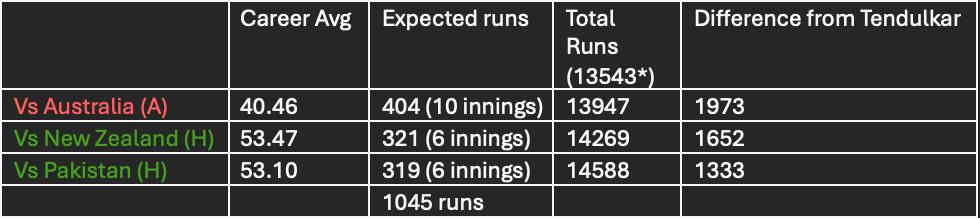 Career Avg Expected runs Total Runs (13543*) Difference from Tendulkar
Vs Australia (A) 40.46 404 (10 innings) 13947 1973
Vs New Zealand (H) 53.47 321 (6 innings) 14269 1652
Vs Pakistan (H) 53.10 319 (6 innings) 14588 1333
1045 runs